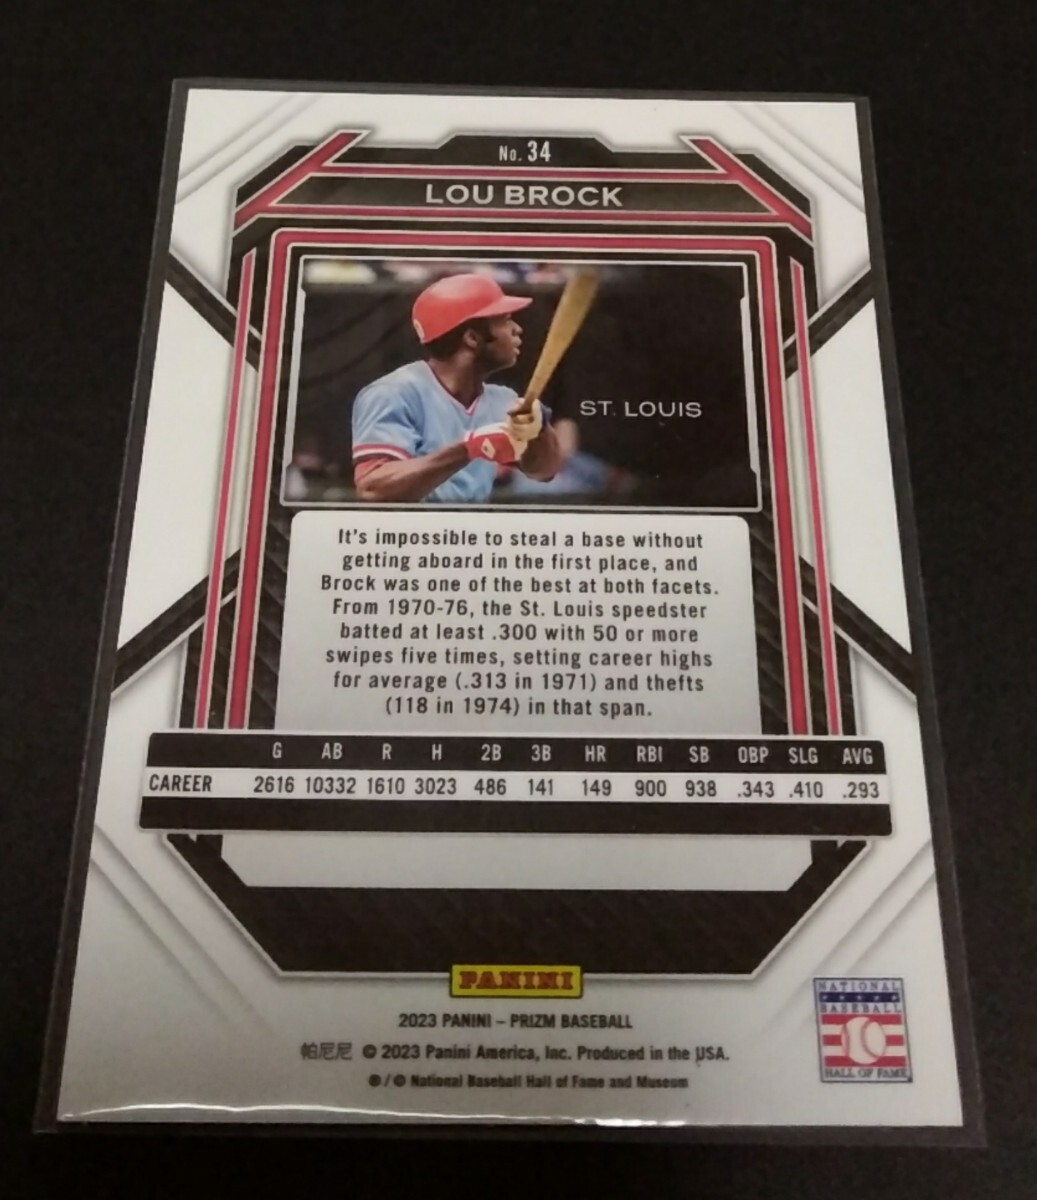 No. 34
LOU BROCK
ST. LOUIS
It's impossible to steal a base without
getting aboard in the first place, and
Brock was one of the best at both facets.
From 1970-76, the St. Louis speedster
batted at least .300 with 50 or more
swipes five times, setting career highs
for average (.313 in 1971) and thefts
(118 in 1974) in that span.
G AB R H 2B 3B HR RBI SB OBP SLG AVG
CAREER 2616 10332 1610 3023 486 141 149 900 938 .343 .410 .293
PANINI
2023 PANINI – PRIZM BASEBALL
帕尼尼 © 2023 Panini America, Inc. Produced in the USA.
®/© National Baseball Hall of Fame and Museum
NATIONAL
BASEBALL
HALL OF FAME